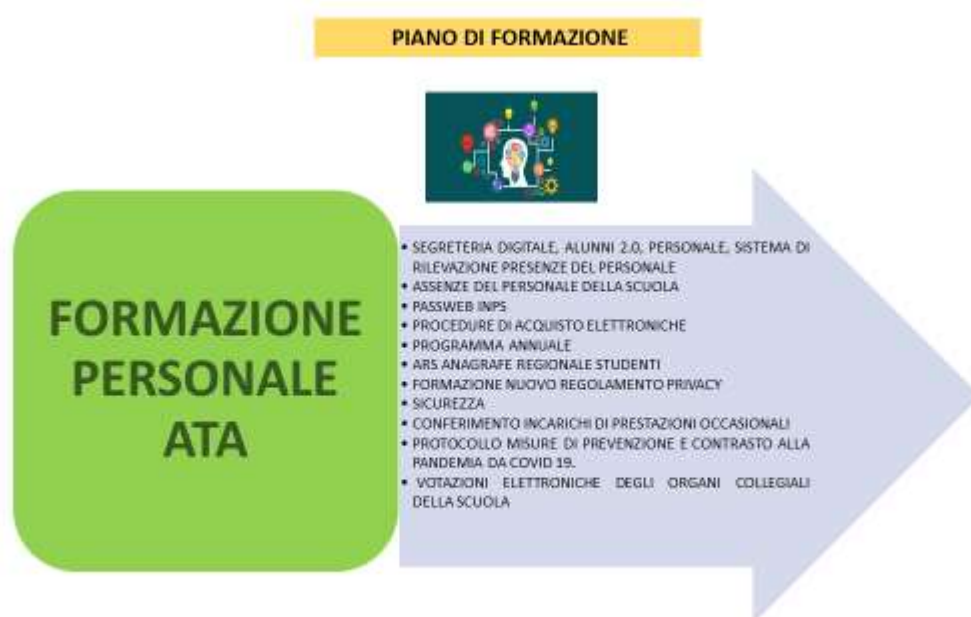 PIANO DI FORMAZIONE
FORMAZIONE
PERSONALE
ATA
• SEGRETERIA DIGITALE, ALUNNI 2.0, PERSONALE, SISTEMA DI
RILEVAZIONE PRESENZE DEL PERSONALE
• ASSENZE DEL PERSONALE DELLA SCUOLA
• PASSWEB INPS
• PROCEDURE DI ACQUISTO ELETTRONICHE
• PROGRAMMA ANNUALE
• ARS ANAGRAFE REGIONALE STUDENTI
• FORMAZIONE NUOVO REGOLAMENTO PRIVACY
• SICUREZZA
• CONFERIMENTO INCARICHI DI PRESTAZIONI OCCASIONALI
• PROTOCOLLO MISURE DI PREVENZIONE E CONTRASTO ALLA
PANDEMIA DA COVID 19.
• VOTAZIONI ELETTRONICHE DEGLI ORGANI COLLEGIALI
DELLA SCUOLA